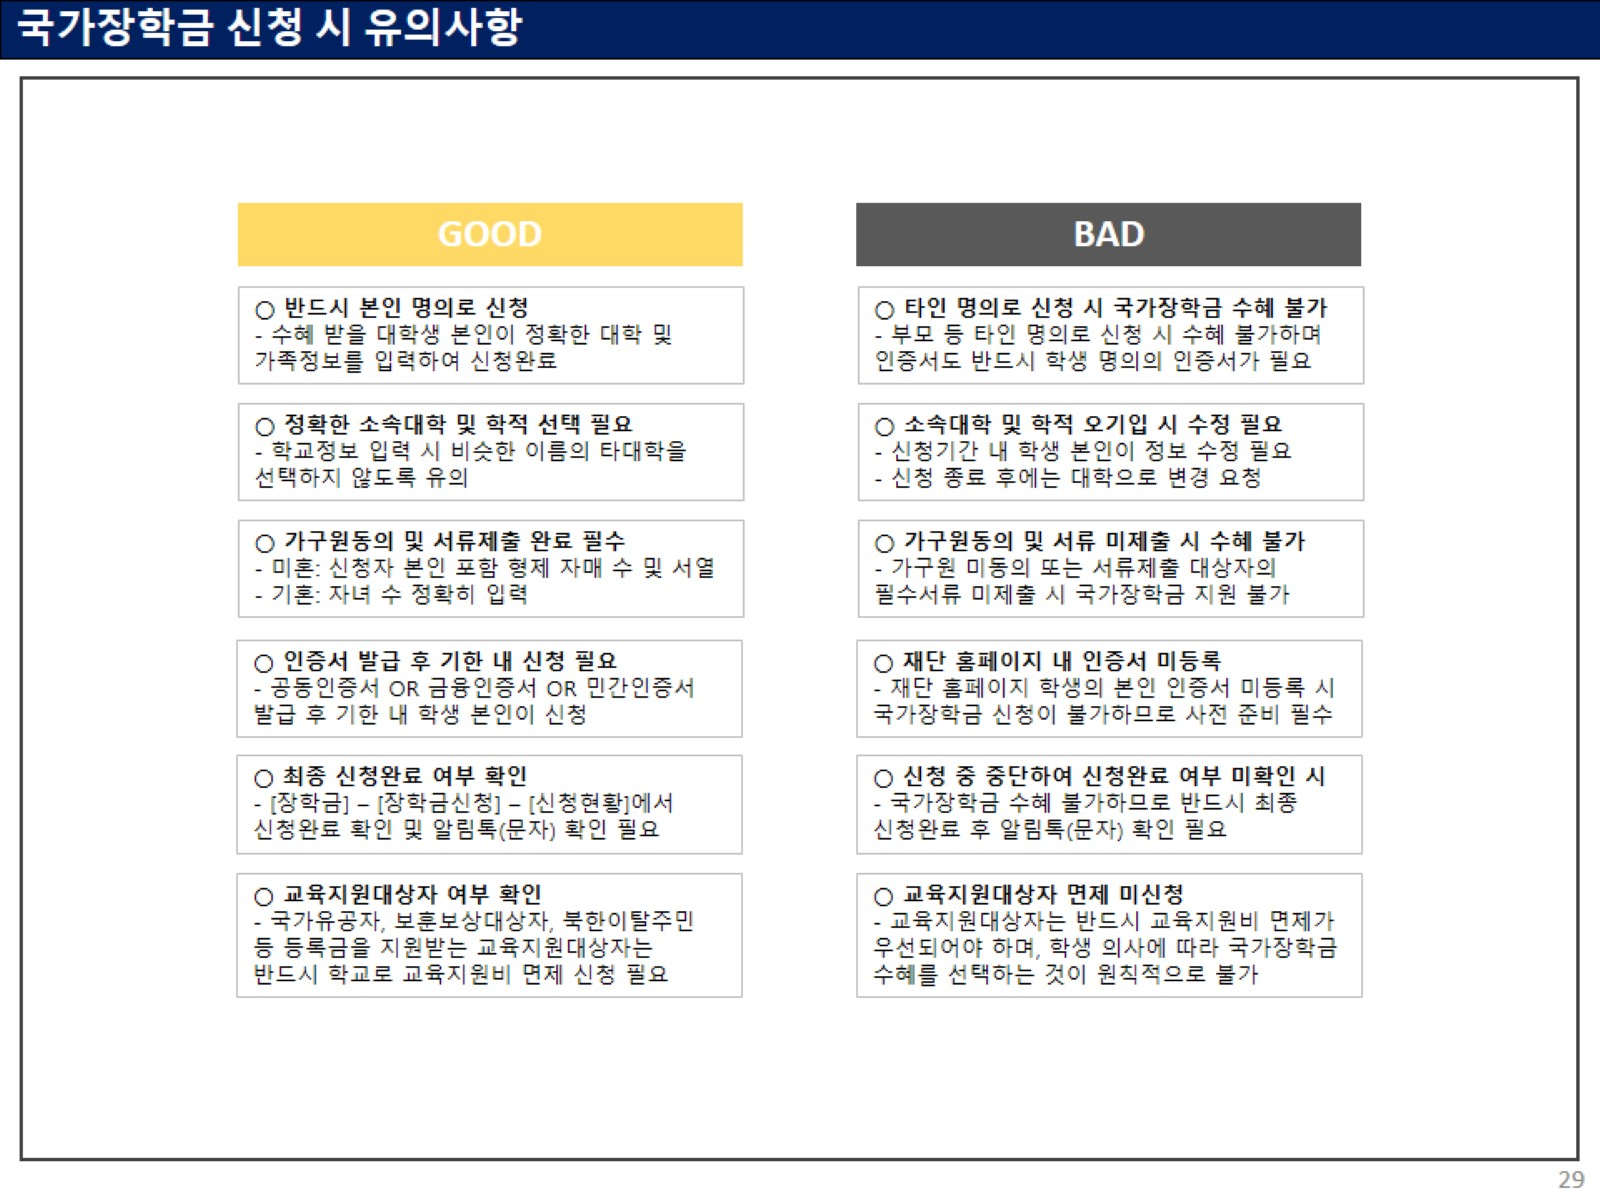 국가장학금 신청 시 유의사항
GOOD
○ 반드시 본인 명의로 신청
- 수혜 받을 대학생 본인이 정확한 대학 및
가족정보를 입력하여 신청완료
○ 정확한 소속대학 및 학적 선택 필요
- 학교정보 입력 시 비슷한 이름의 타대학을
선택하지 않도록 유의
○ 가구원동의 및 서류제출 완료 필수
- 미혼: 신청자 본인 포함 형제 자매 수 및 서열
- 기혼: 자녀 수 정확히 입력
○ 인증서 발급 후 기한 내 신청 필요
- 공동인증서 OR 금융인증서 OR 민간인증서
발급 후 기한 내 학생 본인이 신청
○ 최종 신청완료 여부 확인
- [장학금] – [장학금신청] – [신청현황]에서
신청완료 확인 및 알림톡(문자) 확인 필요
○ 교육지원대상자 여부 확인
- 국가유공자, 보훈보상대상자, 북한이탈주민
등 등록금을 지원받는 교육지원대상자는
반드시 학교로 교육지원비 면제 신청 필요
BAD
○ 타인 명의로 신청 시 국가장학금 수혜 불가
- 부모 등 타인 명의로 신청 시 수혜 불가하며
인증서도 반드시 학생 명의의 인증서가 필요
○ 소속대학 및 학적 오기입 시 수정 필요
- 신청기간 내 학생 본인이 정보 수정 필요
- 신청 종료 후에는 대학으로 변경 요청
○ 가구원동의 및 서류 미제출 시 수혜 불가
- 가구원 미동의 또는 서류제출 대상자의
필수서류 미제출 시 국가장학금 지원 불가
○ 재단 홈페이지 내 인증서 미등록
- 재단 홈페이지 학생의 본인 인증서 미등록 시
국가장학금 신청이 불가하므로 사전 준비 필수
○ 신청 중 중단하여 신청완료 여부 미확인 시
- 국가장학금 수혜 불가하므로 반드시 최종
신청완료 후 알림톡(문자) 확인 필요
○ 교육지원대상자 면제 미신청
- 교육지원대상자는 반드시 교육지원비 면제가
우선되어야 하며, 학생 의사에 따라 국가장학금
수혜를 선택하는 것이 원칙적으로 불가
29